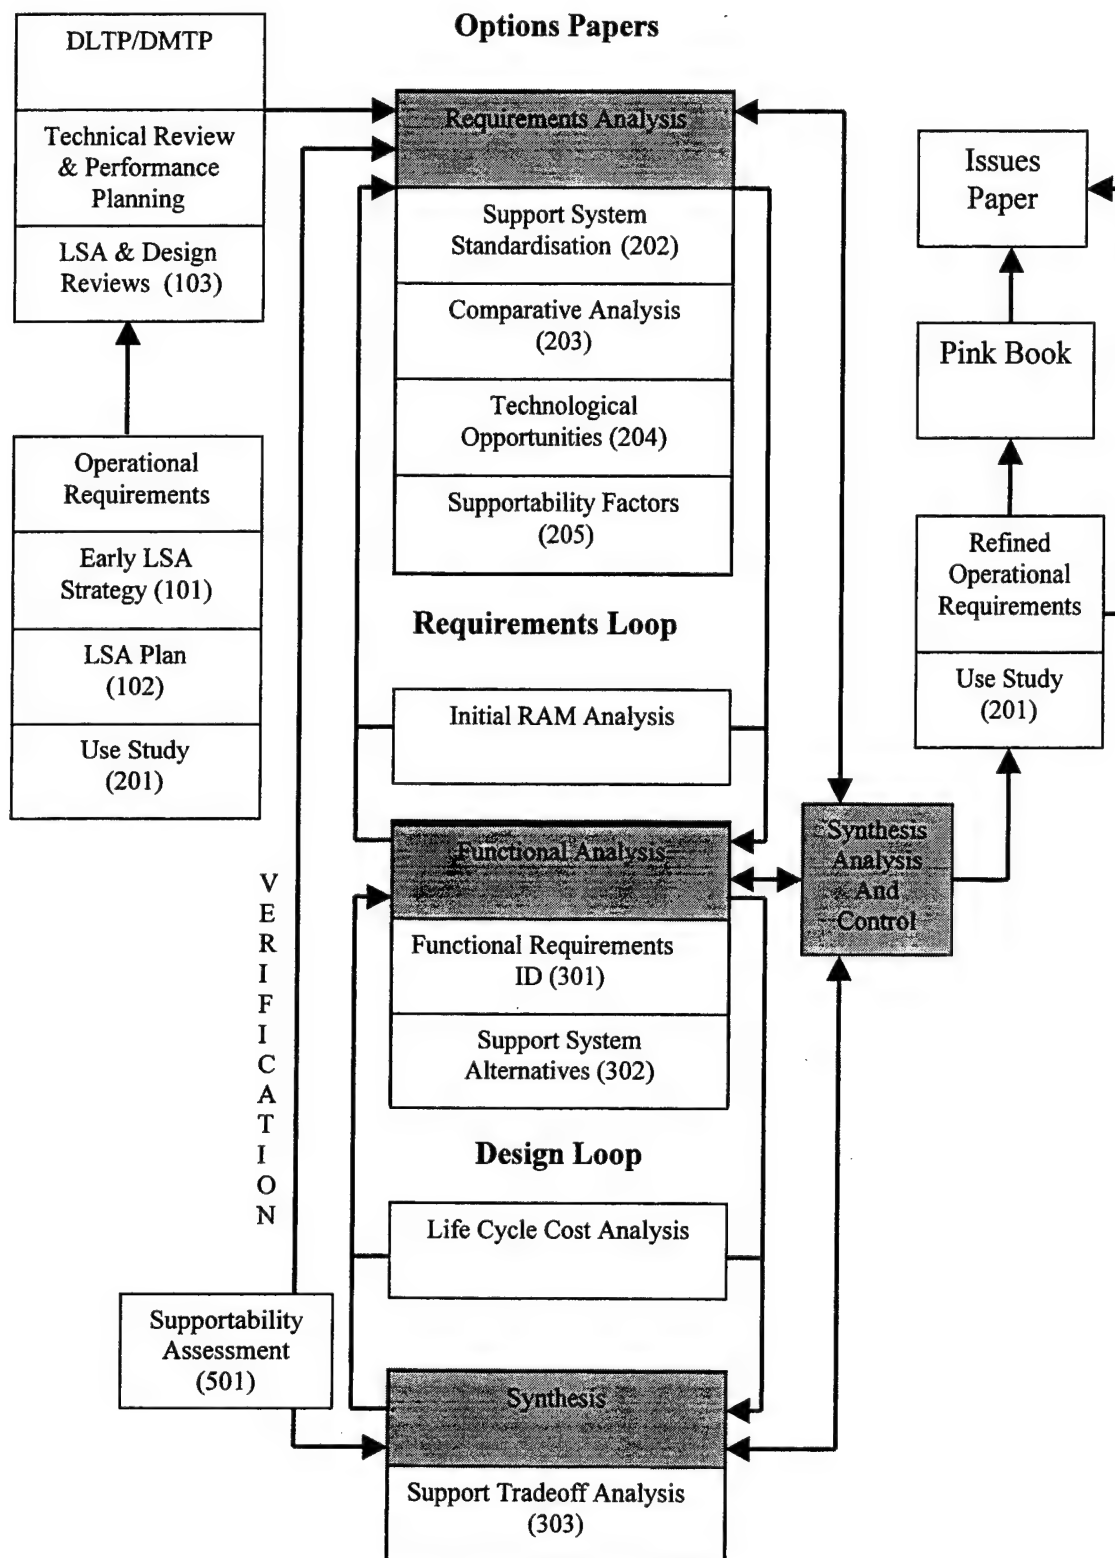 Options Papers
DLTP/DMTP
Technical Review
& Performance
Planning
LSA & Design
Reviews (103)
Operational
Requirements
Early LSA
Strategy (101)
LSA Plan
(102)
Use Study
(201)
VERIFICATION
Supportability
Assessment
(501)
Requirements Analysis
Support System
Standardisation (202)
Comparative Analysis
(203)
Technological
Opportunities (204)
Supportability Factors
(205)
Requirements Loop
Initial RAM Analysis
Functional Analysis
Functional Requirements
ID (301)
Support System
Alternatives (302)
Design Loop
Life Cycle Cost Analysis
Synthesis
Support Tradeoff Analysis
(303)
Synthesis
Analysis
And
Control
Issues
Paper
Pink Book
Refined
Operational
Requirements
Use Study
(201)